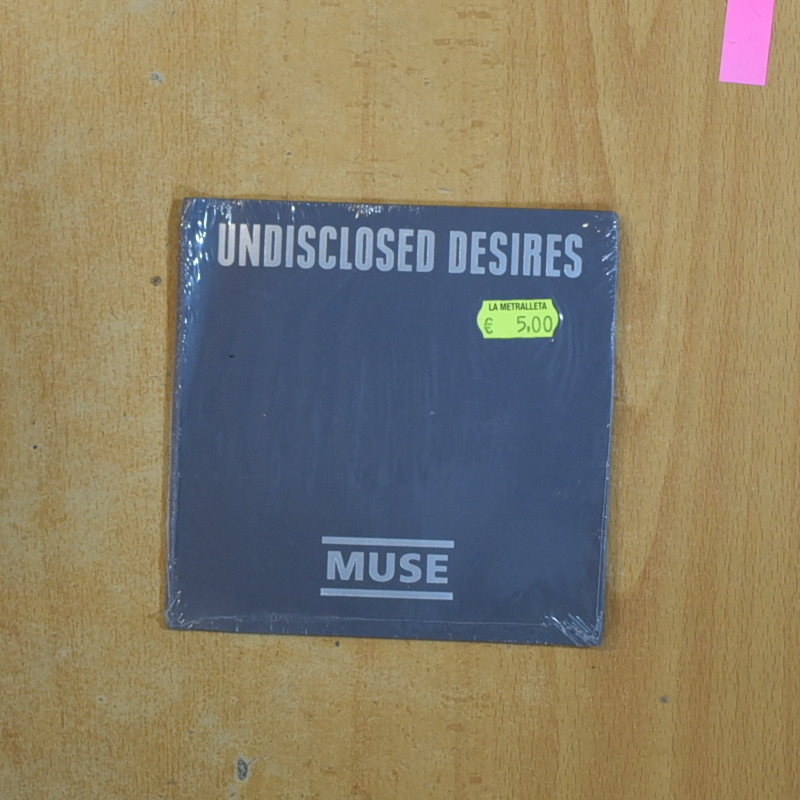 UNDISCLOSED DESIRES
LA METRALLETA
€ 5,00
MUSE